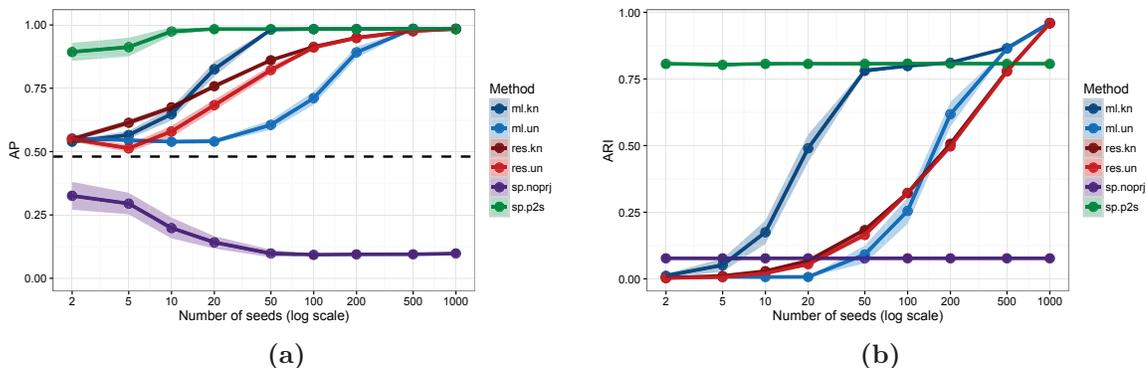 1.00
0.75
0.50
0.25
0.00
AP
2 5 10 20 50 100 200 500 1000
Number of seeds (log scale)
Method
ml.kn
ml.un
res.kn
res.un
sp.noprj
sp.p2s
(a)
1.00
0.75
0.50
0.25
0.00
ARI
2 5 10 20 50 100 200 500 1000
Number of seeds (log scale)
Method
ml.kn
ml.un
res.kn
res.un
sp.noprj
sp.p2s
(b)